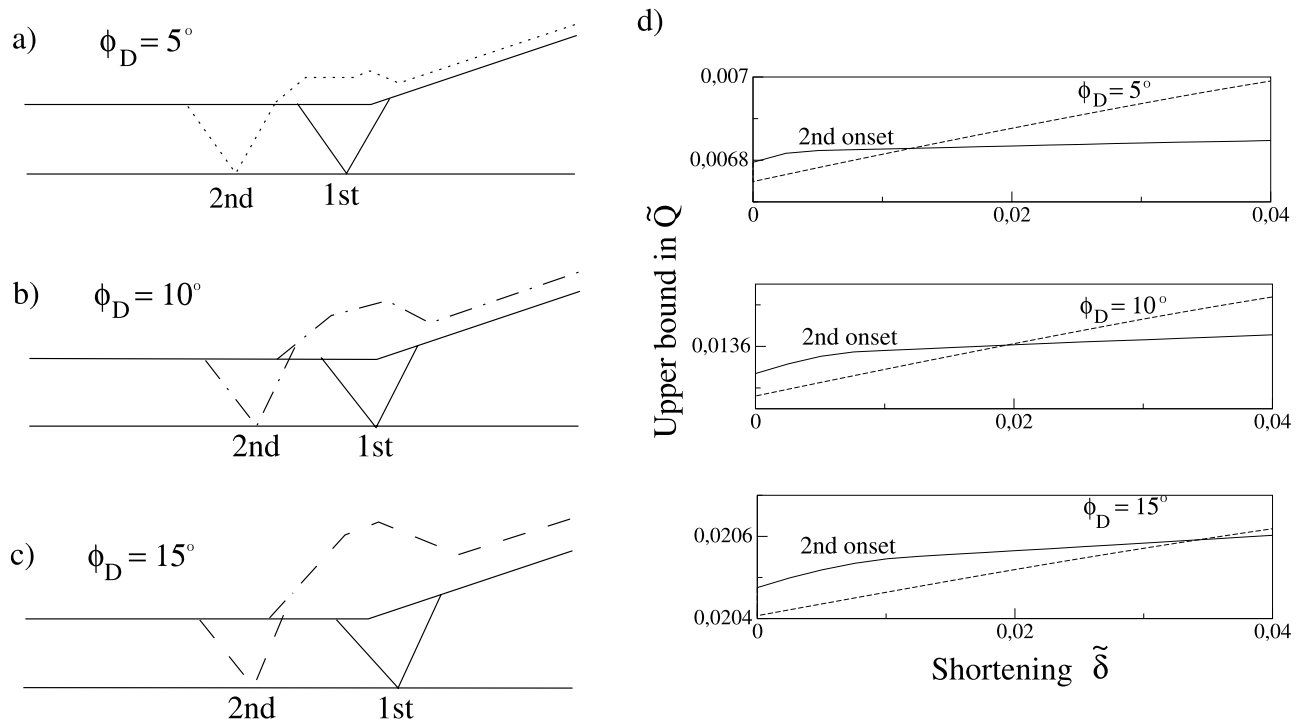 a) ϕD = 5°
2nd 1st
b) ϕD = 10°
2nd 1st
c) ϕD = 15°
2nd 1st
d)
Upper bound in Q̃
0,007
ϕD = 5°
2nd onset
0,0068
0 0,02 0,04
ϕD = 10°
2nd onset
0,0136
0 0,02 0,04
ϕD = 15°
0,0206
2nd onset
0,0204
0 0,02 0,04
Shortening δ̃